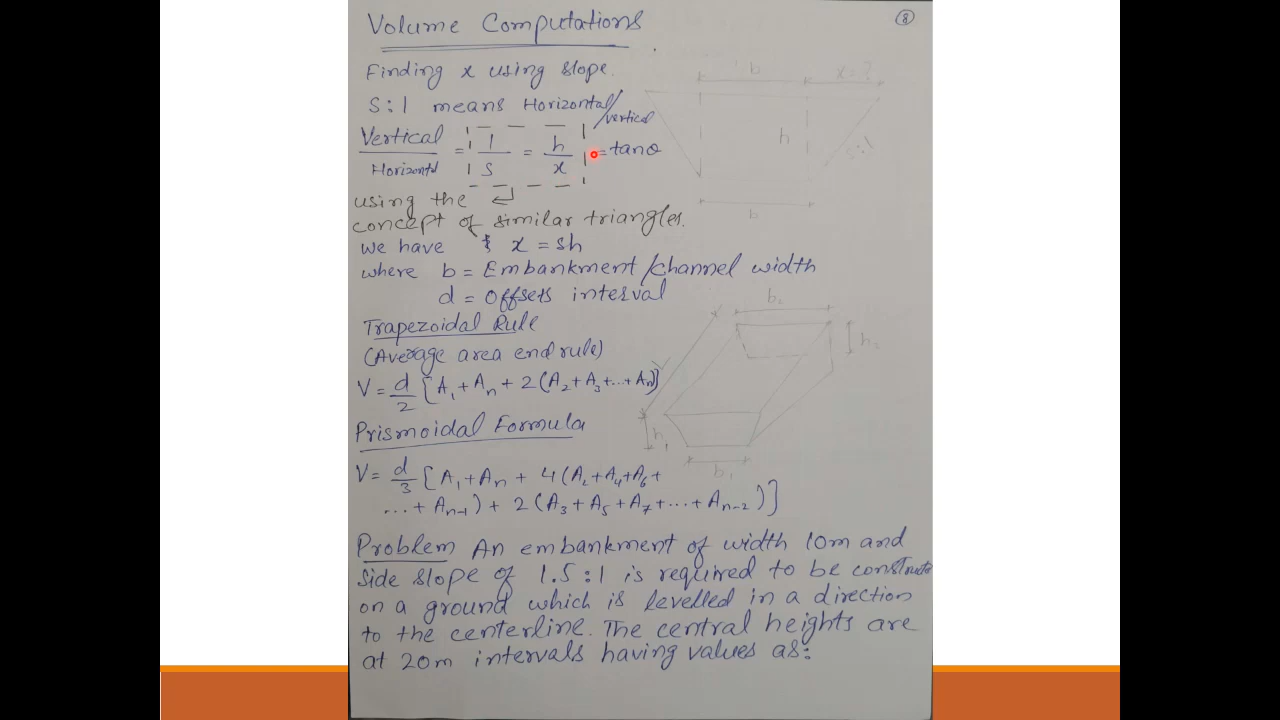 Volume Computations
8
Finding x using slope.
S:1 means Horizontal/vertical
Vertical/Horizontal = 1/s = h/x = tanθ
using the ↵
concept of similar triangles.
we have x = sh
where b = Embankment/channel width
d = Offsets interval
Trapezoidal Rule
(Average area end rule)
V = d/2 [A₁ + Aₙ + 2(A₂ + A₃ + ... + Aₙ)]
Prismoidal Formula
V = d/3 [A₁ + Aₙ + 4(A₂ + A₄ + A₆ +
... + Aₙ₋₁) + 2(A₃ + A₅ + A₇ + ... + Aₙ₋₂)]
Problem An embankment of width 10m and
side slope of 1.5:1 is required to be
on a ground which is levelled in a direction
to the centerline. The central heights are
at 20m intervals having values as:
b
x = ?
h
s:1
b
b₂
h₂
h₁
b₁